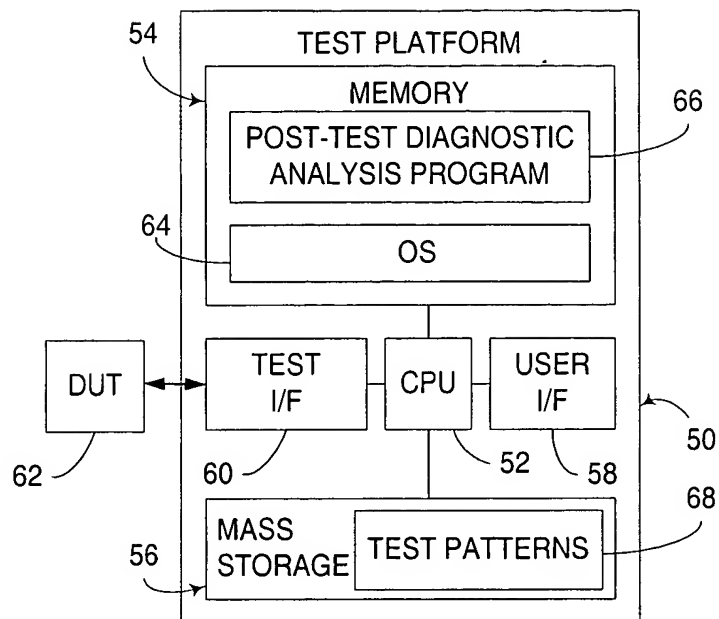 54
TEST PLATFORM
MEMORY
POST-TEST DIAGNOSTIC
ANALYSIS PROGRAM
66
64
OS
DUT
TEST
I/F
CPU
USER
I/F
62
60
52
58
50
MASS
STORAGE
TEST PATTERNS
68
56